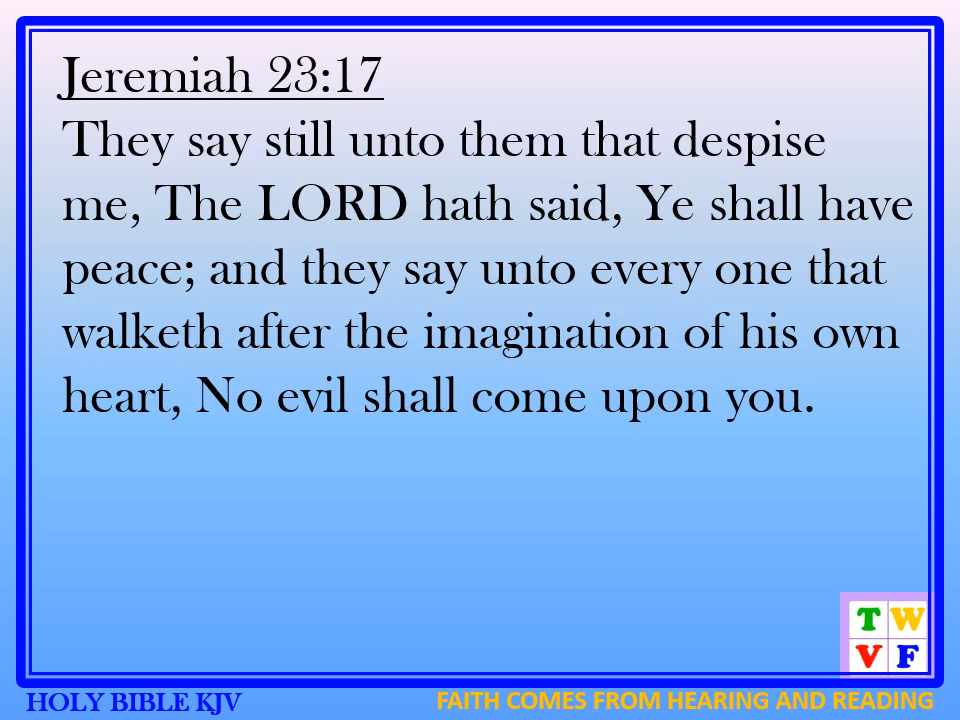 Jeremiah 23:17
They say still unto them that despise
me, The LORD hath said, Ye shall have
peace; and they say unto every one that
walketh after the imagination of his own
heart, No evil shall come upon you.
T W
V F
HOLY BIBLE KJV
FAITH COMES FROM HEARING AND READING